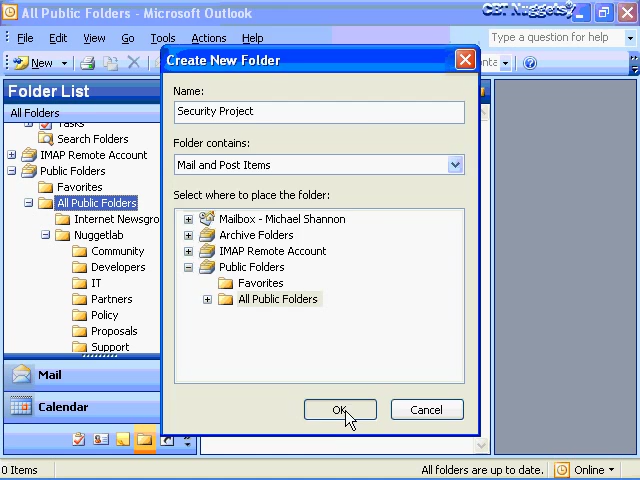 All Public Folders - Microsoft Outlook
CBT Nuggets
File Edit View Go Tools Actions Help
Type a question for help
New
Folder List
All Folders
Tasks
Search Folders
IMAP Remote Account
Public Folders
Favorites
All Public Folders
Internet Newsgro
Nuggetlab
Community
Developers
IT
Partners
Policy
Proposals
Support
Mail
Calendar
Create New Folder
Name:
Security Project
Folder contains:
Mail and Post Items
Select where to place the folder:
Mailbox - Michael Shannon
Archive Folders
IMAP Remote Account
Public Folders
Favorites
All Public Folders
OK
Cancel
0 Items
All folders are up to date.
Online